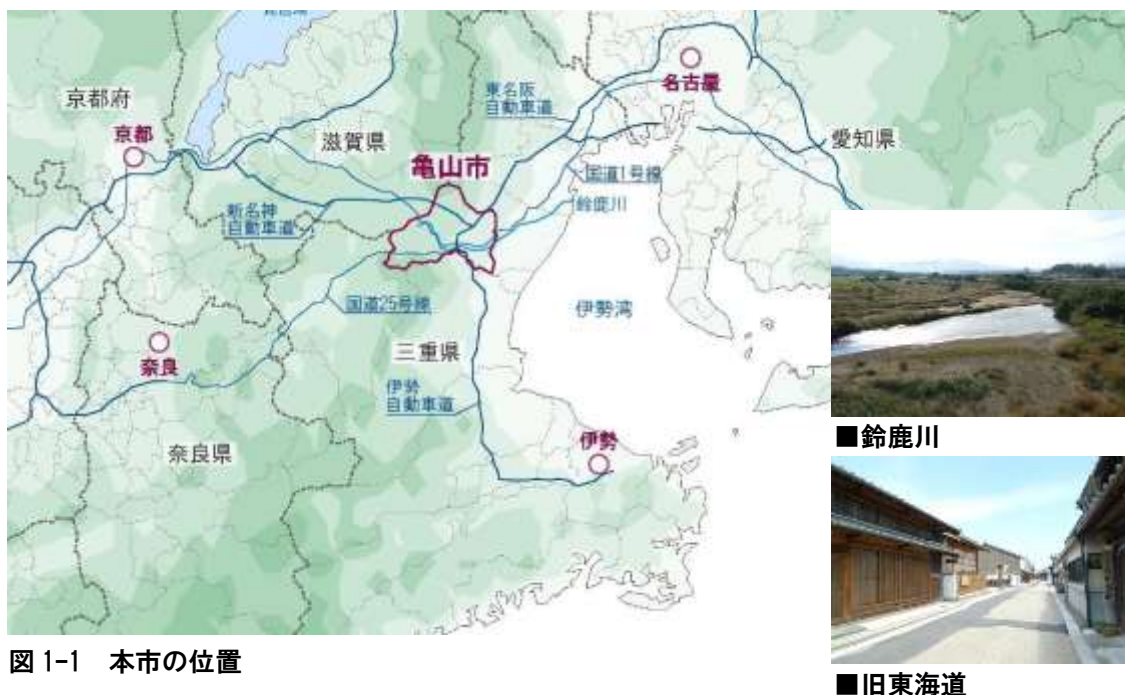 京都府
京都
滋賀県
亀山市
新名神
自動車道
東名阪
自動車道
名古屋
愛知県
国道1号線
鈴鹿川
国道25号線
奈良
三重県
伊勢湾
伊勢
自動車道
伊勢
奈良県
■鈴鹿川
■旧東海道
図 1-1 本市の位置